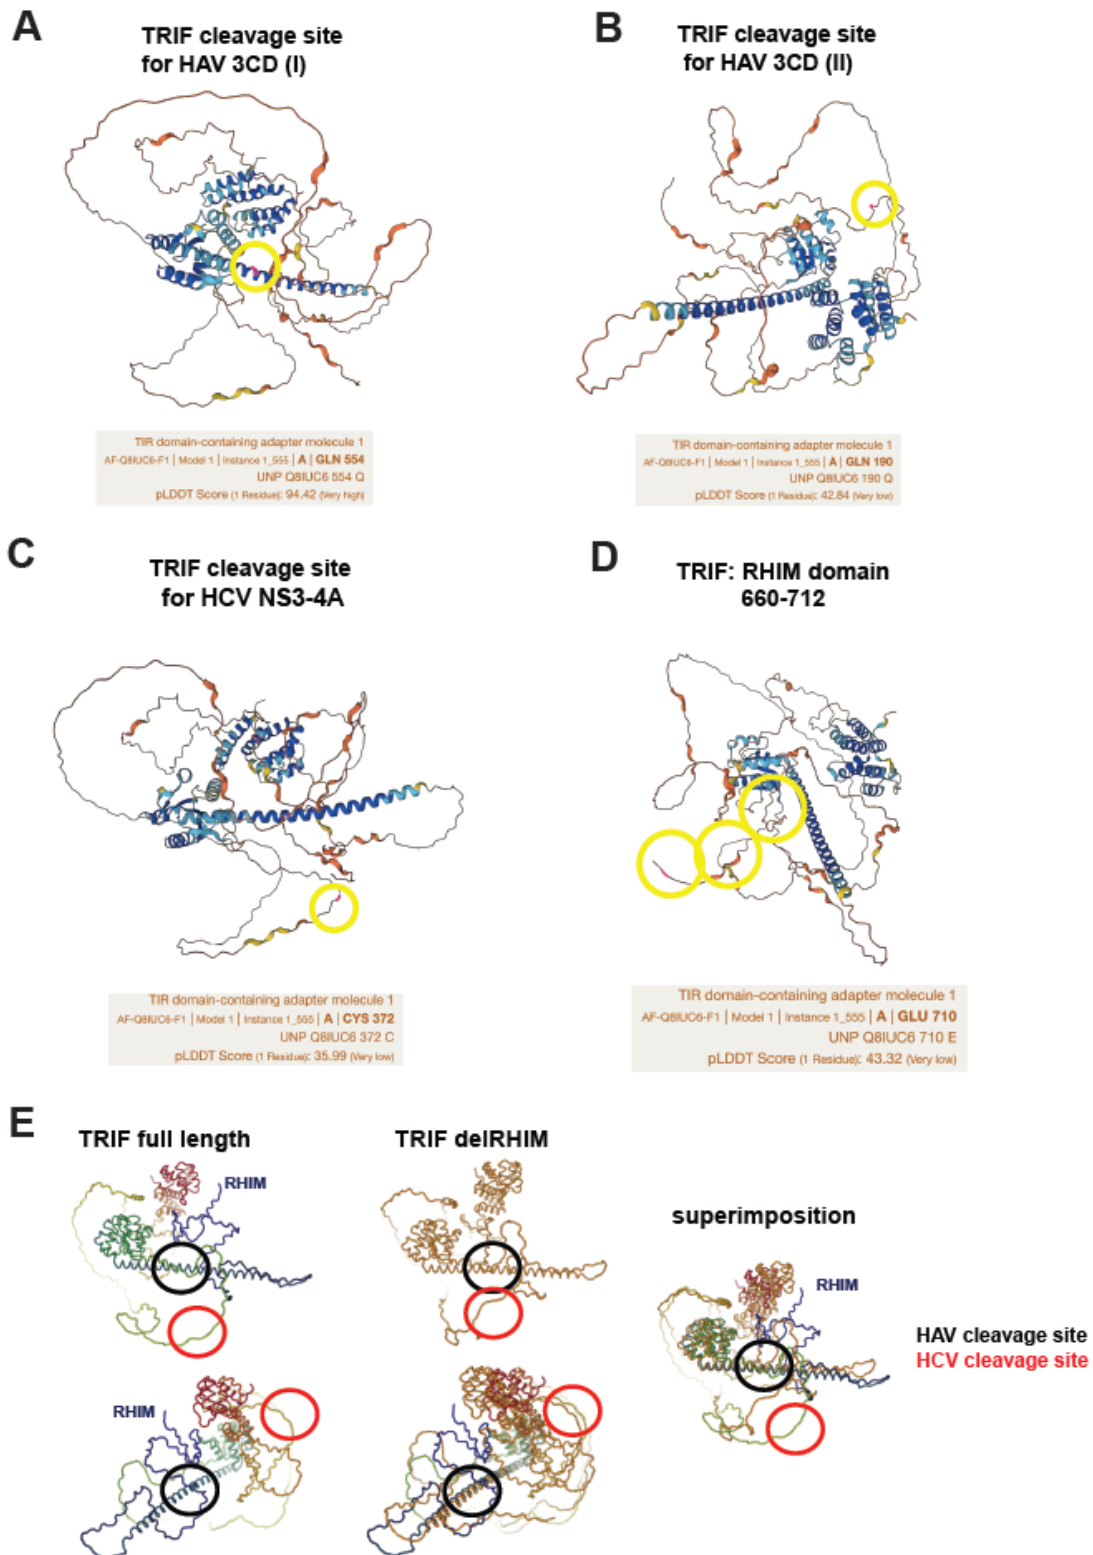 A
TRIF cleavage site
for HAV 3CD (I)
TIR domain-containing adapter molecule 1
AF-Q8IUC6-F1 | Model 1 | Instance 1_555 | A | GLN 554
UNP Q8IUC6 554 Q
pLDDT Score (1 Residue): 94.42 (Very high)
B
TRIF cleavage site
for HAV 3CD (II)
TIR domain-containing adapter molecule 1
AF-Q8IUC6-F1 | Model 1 | Instance 1_555 | A | GLN 190
UNP Q8IUC6 190 Q
pLDDT Score (1 Residue): 42.84 (Very low)
C
TRIF cleavage site
for HCV NS3-4A
TIR domain-containing adapter molecule 1
AF-Q8IUC6-F1 | Model 1 | Instance 1_555 | A | CYS 372
UNP Q8IUC6 372 C
pLDDT Score (1 Residue): 35.99 (Very low)
D
TRIF: RHIM domain
660-712
TIR domain-containing adapter molecule 1
AF-Q8IUC6-F1 | Model 1 | Instance 1_555 | A | GLU 710
UNP Q8IUC6 710 E
pLDDT Score (1 Residue): 43.32 (Very low)
E
TRIF full length
RHIM
RHIM
TRIF delRHIM
superimposition
RHIM
HAV cleavage site
HCV cleavage site